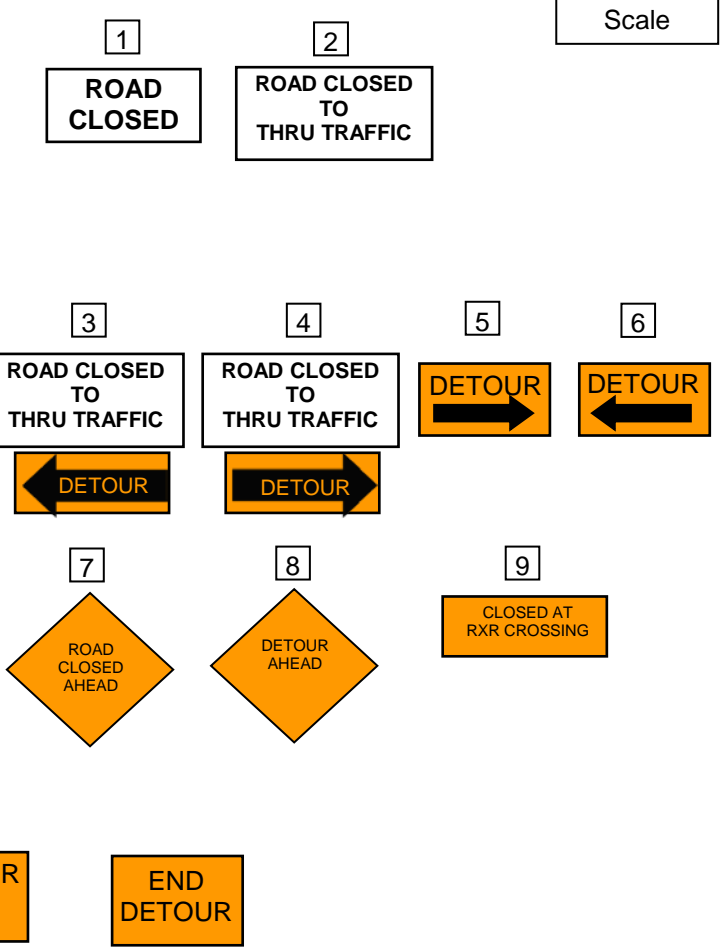 Scale
1
2
ROAD
CLOSED
ROAD CLOSED
TO
THRU TRAFFIC
3
4
5
6
ROAD CLOSED
TO
THRU TRAFFIC
DETOUR
ROAD CLOSED
TO
THRU TRAFFIC
DETOUR
DETOUR
DETOUR
7
8
9
ROAD
CLOSED
AHEAD
DETOUR
AHEAD
CLOSED AT
RXR CROSSING
R
END
DETOUR